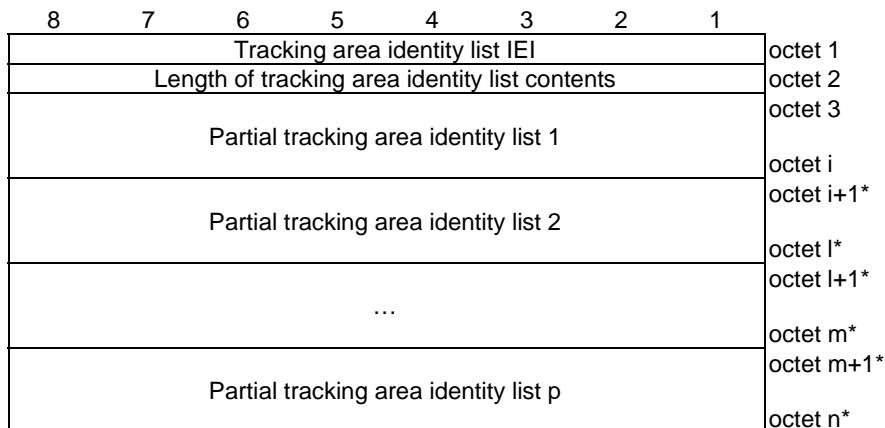 8 7 6 5 4 3 2 1
Tracking area identity list IEI octet 1
Length of tracking area identity list contents octet 2
octet 3
Partial tracking area identity list 1
octet i
octet i+1*
Partial tracking area identity list 2
octet l*
octet l+1*
…
octet m*
octet m+1*
Partial tracking area identity list p
octet n*